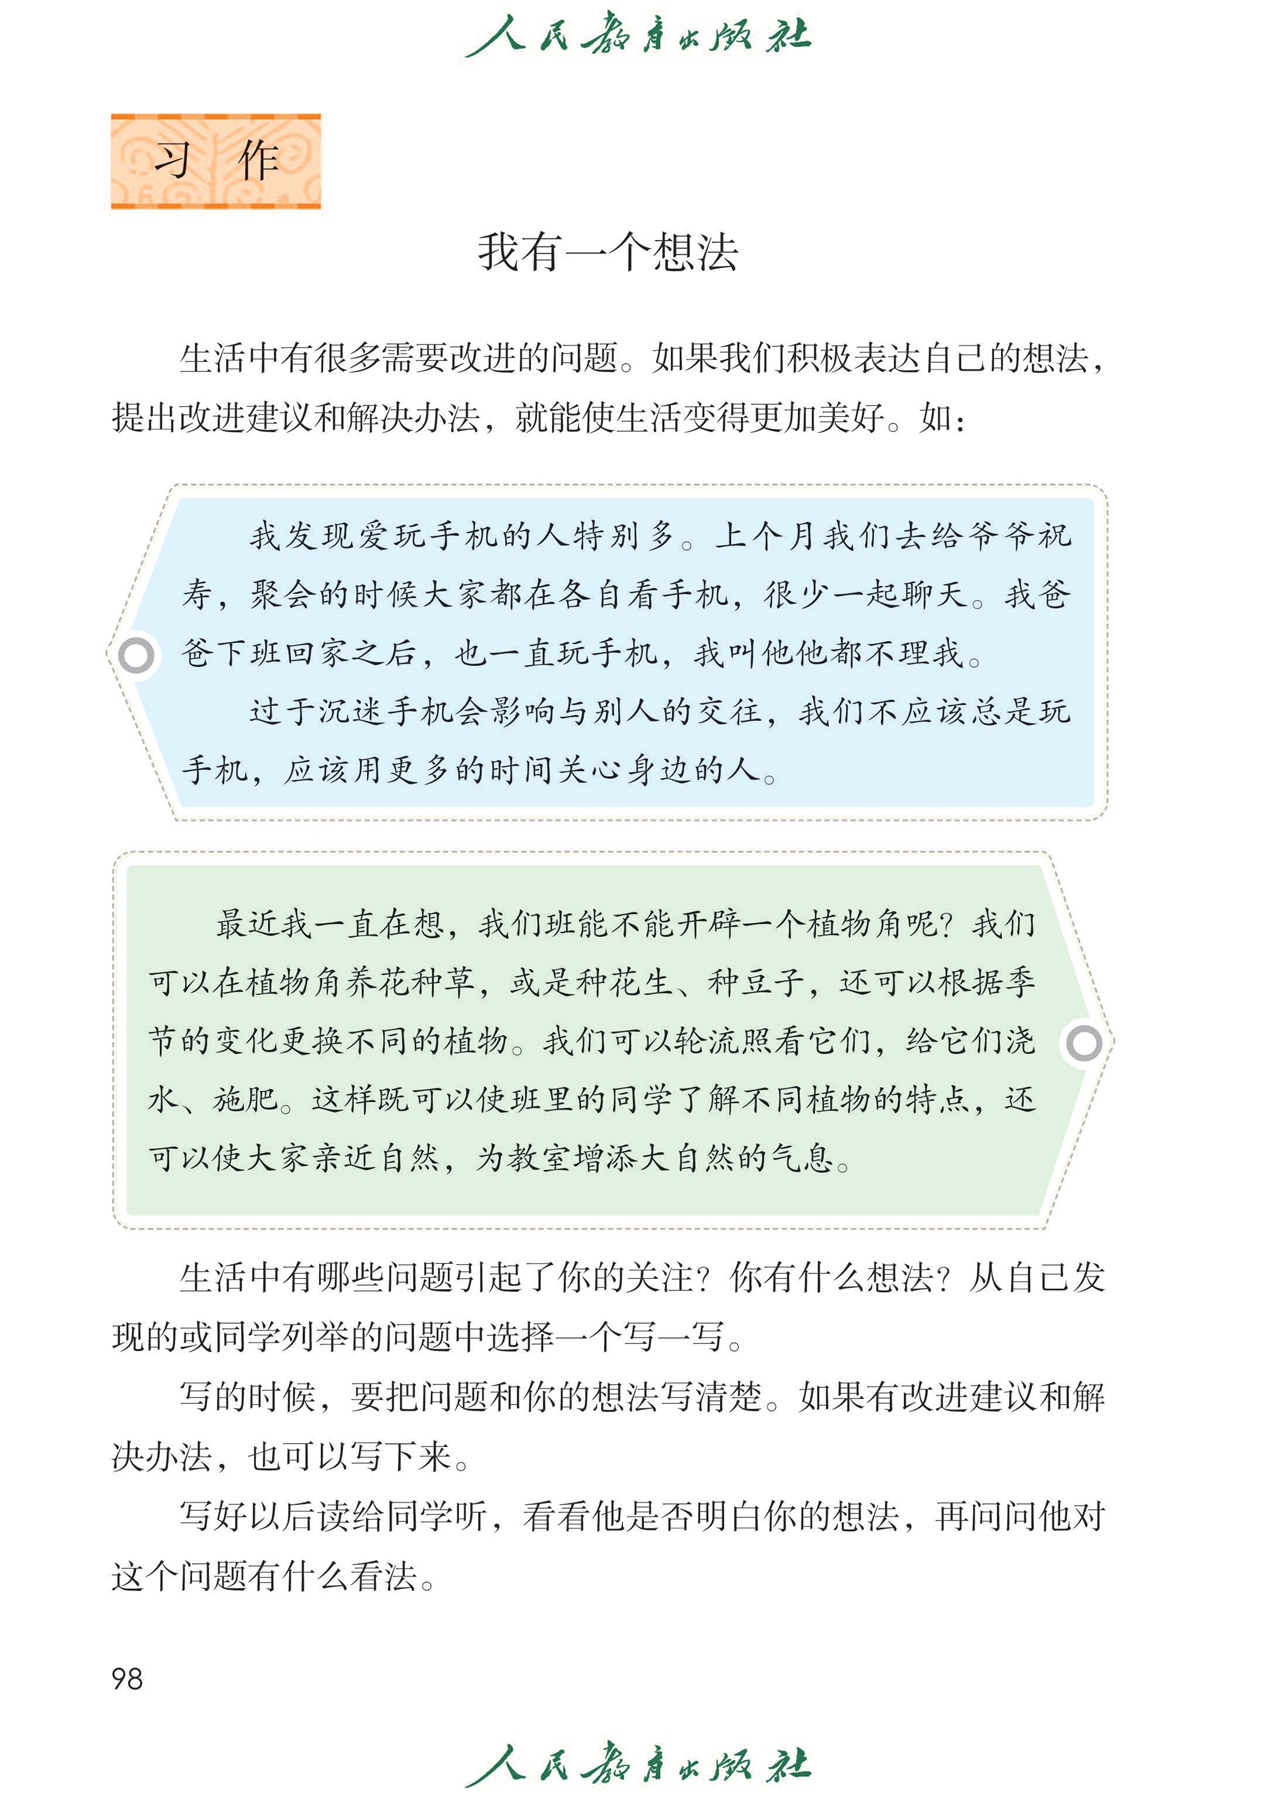 人民教育出版社
习 作
我有一个想法
生活中有很多需要改进的问题。如果我们积极表达自己的想法，
提出改进建议和解决办法，就能使生活变得更加美好。如：
我发现爱玩手机的人特别多。上个月我们去给爷爷祝
寿，聚会的时候大家都在各自看手机，很少一起聊天。我爸
爸下班回家之后，也一直玩手机，我叫他他都不理我。
过于沉迷手机会影响与别人的交往，我们不应该总是玩
手机，应该用更多的时间关心身边的人。
最近我一直在想，我们班能不能开辟一个植物角呢？我们
可以在植物角养花种草，或是种花生、种豆子，还可以根据季
节的变化更换不同的植物。我们可以轮流照看它们，给它们浇
水、施肥。这样既可以使班里的同学了解不同植物的特点，还
可以使大家亲近自然，为教室增添大自然的气息。
生活中有哪些问题引起了你的关注？你有什么想法？从自己发
现的或同学列举的问题中选择一个写一写。
写的时候，要把问题和你的想法写清楚。如果有改进建议和解
决办法，也可以写下来。
写好以后读给同学听，看看他是否明白你的想法，再问问他对
这个问题有什么看法。
98
人民教育出版社